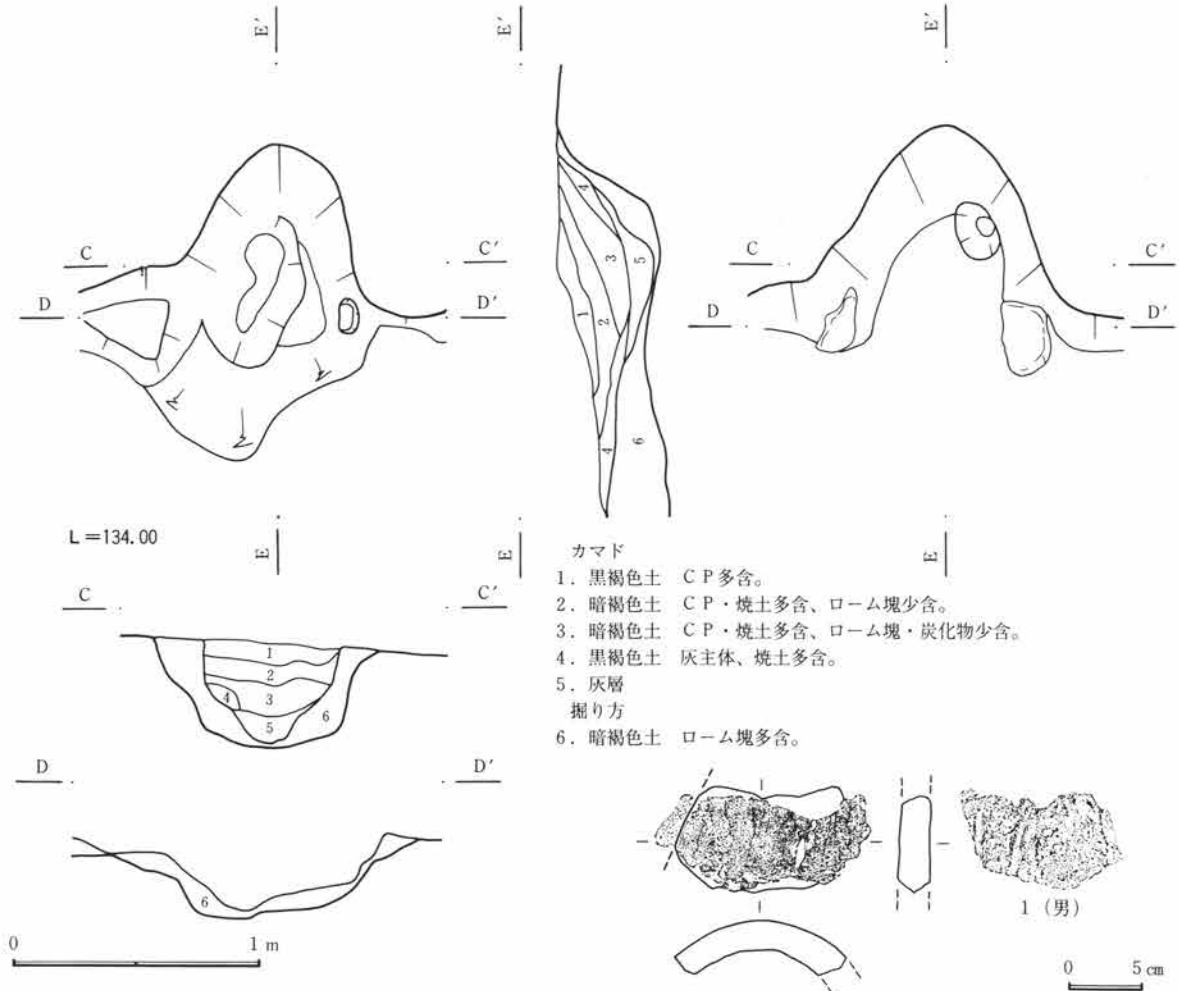 E′
E′
E′
C
C′
C
C′
D
D′
D
D′
4
3
5
1
2
6
4
L＝134.00
E
E
E
C
C′
1
2
4
3
6
5
D
D′
6
0
1 m
カマド
1．黒褐色土　ＣＰ多含。
2．暗褐色土　ＣＰ・焼土多含、ローム塊少含。
3．暗褐色土　ＣＰ・焼土多含、ローム塊・炭化物少含。
4．黒褐色土　灰主体、焼土多含。
5．灰層
掘り方
6．暗褐色土　ローム塊多含。
1（男）
0
5 cm